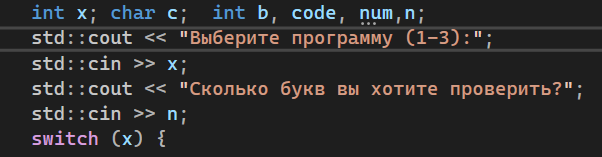 int x; char c;  int b, code, num,n;
std::cout << "Выберите программу (1-3):";
std::cin >> x;
std::cout << "Сколько букв вы хотите проверить?";
std::cin >> n;
switch (x) {